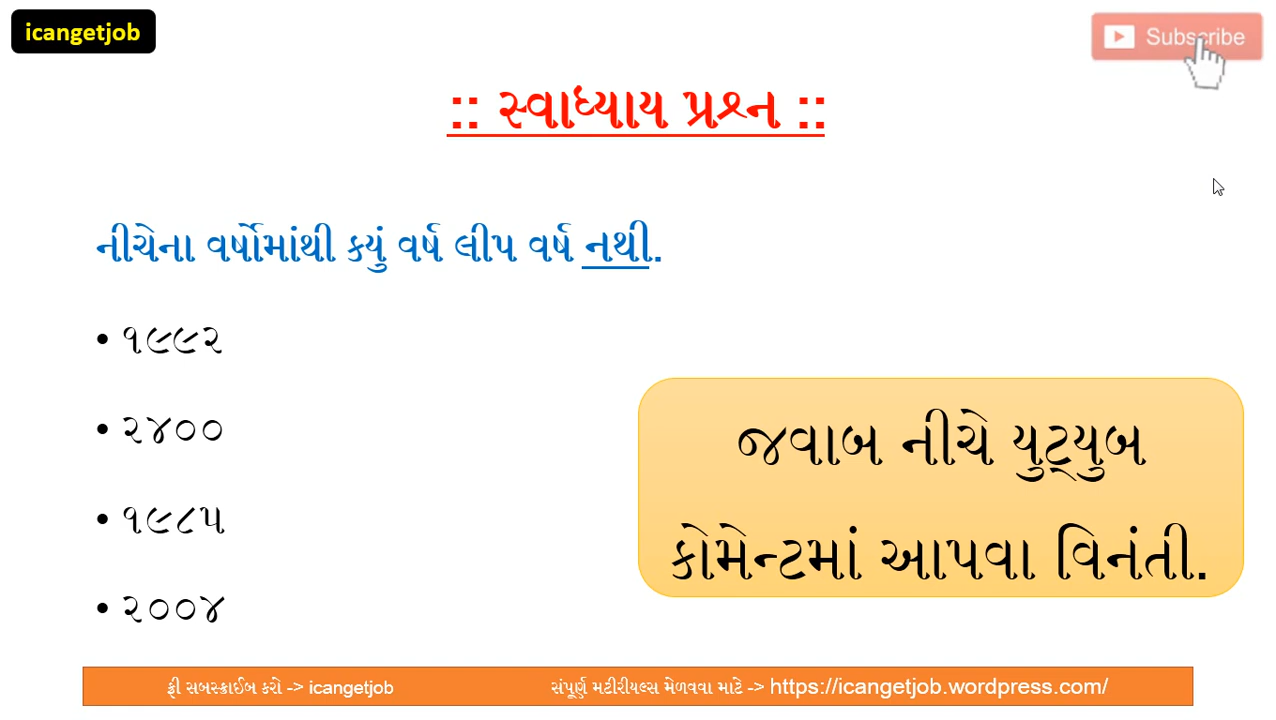 icangetjob
Subscribe
:: સ્વાધ્યાય પ્રશ્ન ::
નીચેના વર્ષોમાંથી કયું વર્ષ લીપ વર્ષ નથી.
• ૧૯૯૨
• ૨૪૦૦
• ૧૯૮૫
• ૨૦૦૪
જવાબ નીચે યુટ્યુબ
કોમેન્ટમાં આપવા વિનંતી.
ફ્રી સબસ્ક્રાઈબ કરો -> icangetjob
સંપૂર્ણ મટીરીયલ્સ મેળવવા માટે -> https://icangetjob.wordpress.com/